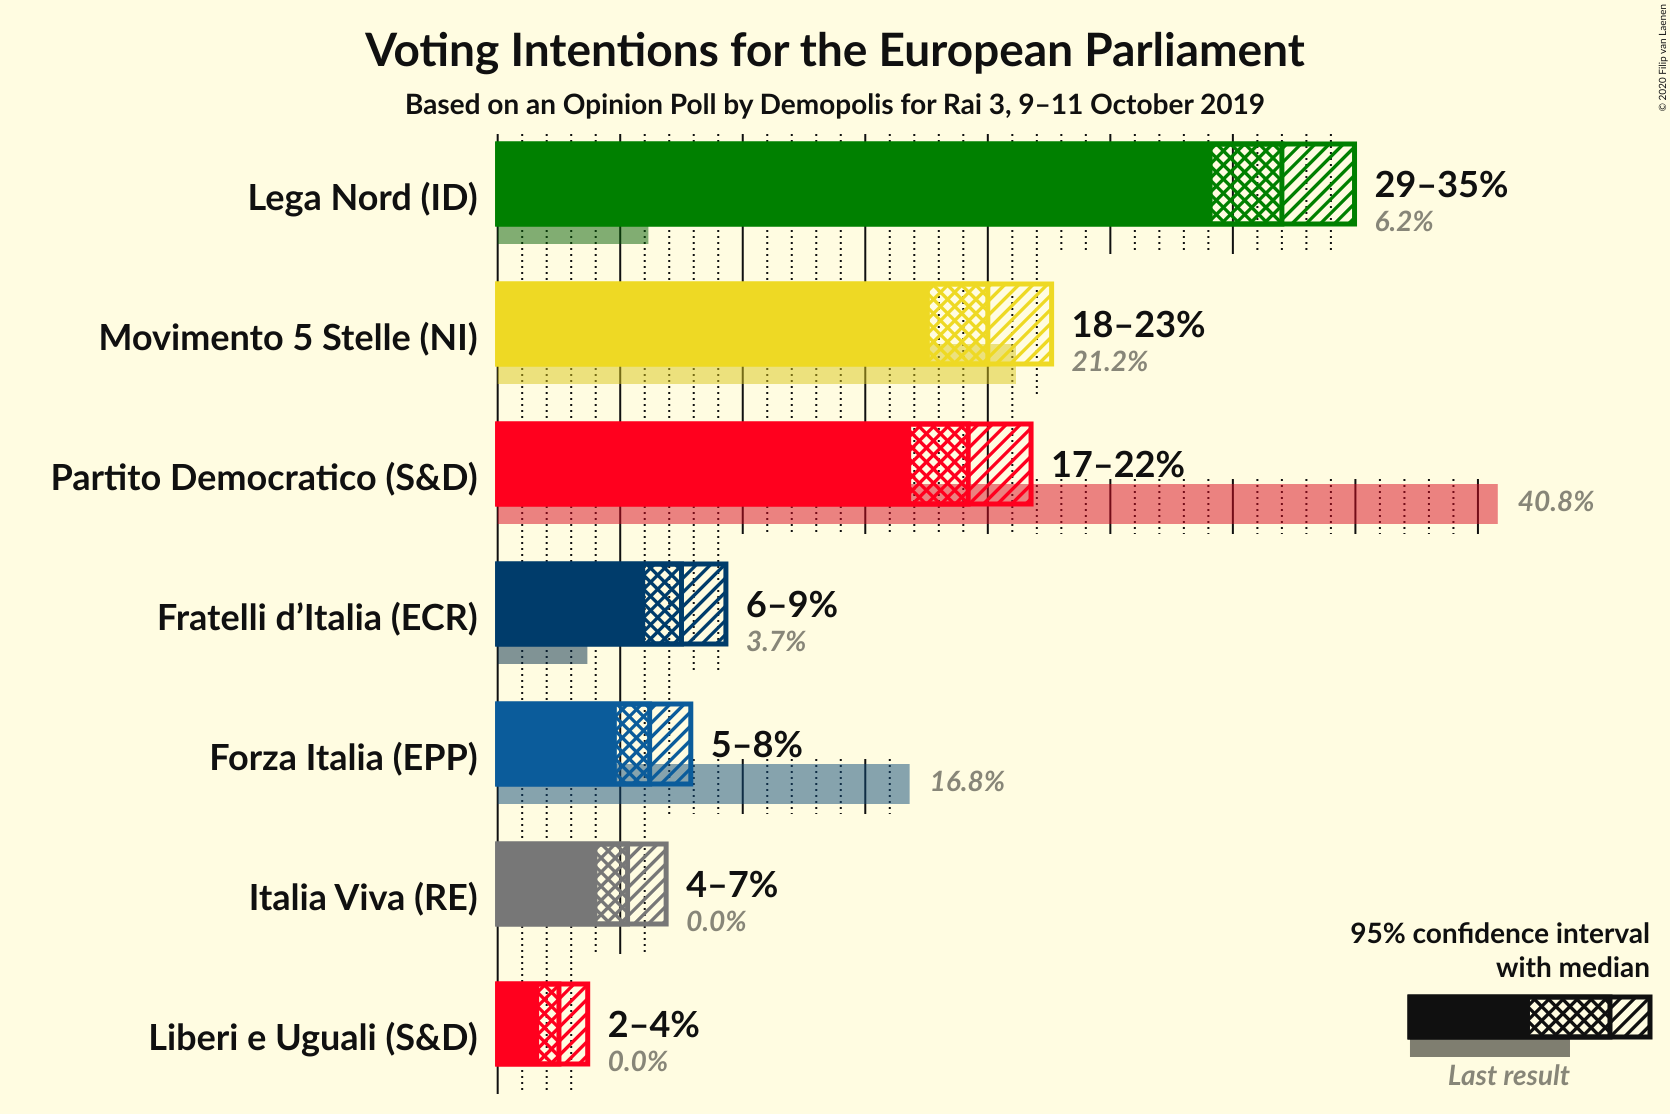 Voting Intentions for the European Parliament
Based on an Opinion Poll by Demopolis for Rai 3, 9–11 October 2019
© 2020 Filip van Laenen
Lega Nord (ID)
29–35%
6.2%
Movimento 5 Stelle (NI)
18–23%
21.2%
Partito Democratico (S&D)
17–22%
40.8%
Fratelli d’Italia (ECR)
6–9%
3.7%
Forza Italia (EPP)
5–8%
16.8%
Italia Viva (RE)
4–7%
0.0%
Liberi e Uguali (S&D)
2–4%
0.0%
95% confidence interval
with median
Last result